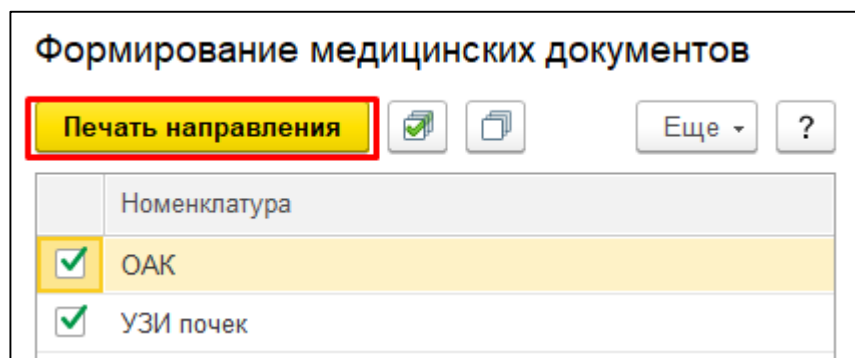 Формирование медицинских документов
Печать направления Еще ?
Номенклатура
ОАК
УЗИ почек